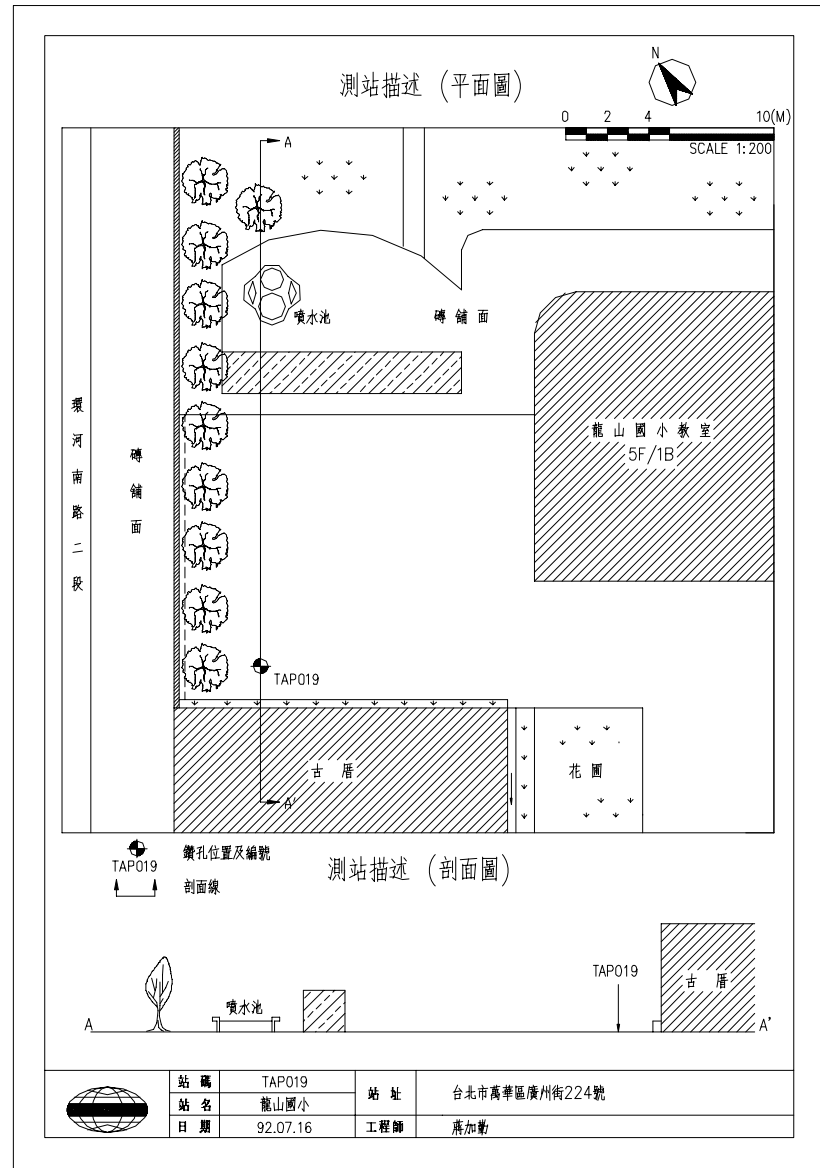 測站描述 (平面圖)
N
0 2 4 10(M)
SCALE 1:200
A
噴水池
磚 舖 面
環河南路二段
磚舖面
龍山國小教室
5F/1B
TAP019
古 厝
花 圃
A'
TAP019
鑽孔位置及編號
剖面線
測站描述 (剖面圖)
TAP019
古 厝
噴水池
A
A'
站 碼 TAP019
站 名 龍山國小
日 期 92.07.16
站 址 台北市萬華區廣州街224號
工程師 蔣加勤